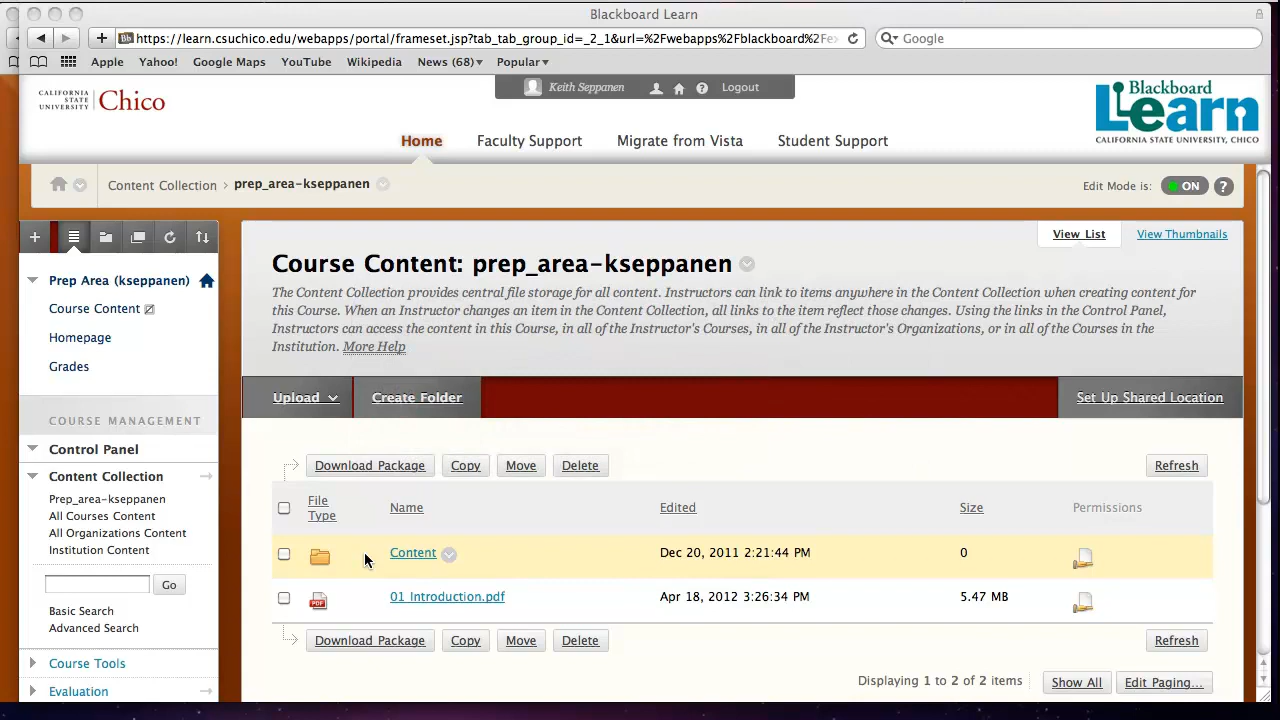 Blackboard Learn
https://learn.csuchico.edu/webapps/portal/frameset.jsp?tab_tab_group_id=_2_1&url=%2Fwebapps%2Fblackboard%2Fe
Google
Apple Yahoo! Google Maps YouTube Wikipedia News (68) Popular
Keith Seppanen Logout
CALIFORNIA STATE UNIVERSITY Chico
Blackboard Learn
CALIFORNIA STATE UNIVERSITY, CHICO
Home Faculty Support Migrate from Vista Student Support
Content Collection > prep_area-kseppanen
Edit Mode is: ON ?
View List View Thumbnails
Prep Area (kseppanen)
Course Content
Homepage
Grades
COURSE MANAGEMENT
Control Panel
Content Collection
Prep_area-kseppanen
All Courses Content
All Organizations Content
Institution Content
Go
Basic Search
Advanced Search
Course Tools
Evaluation
Course Content: prep_area-kseppanen
The Content Collection provides central file storage for all content. Instructors can link to items anywhere in the Content Collection when creating content for
this Course. When an Instructor changes an item in the Content Collection, all links to the item reflect those changes. Using the links in the Control Panel,
Instructors can access the content in this Course, in all of the Instructor's Courses, in all of the Instructor's Organizations, or in all of the Courses in the
Institution. More Help
Upload Create Folder Set Up Shared Location
Download Package Copy Move Delete Refresh
File Type Name Edited Size Permissions
Content Dec 20, 2011 2:21:44 PM 0
PDF 01 Introduction.pdf Apr 18, 2012 3:26:34 PM 5.47 MB
Download Package Copy Move Delete Refresh
Displaying 1 to 2 of 2 items Show All Edit Paging...